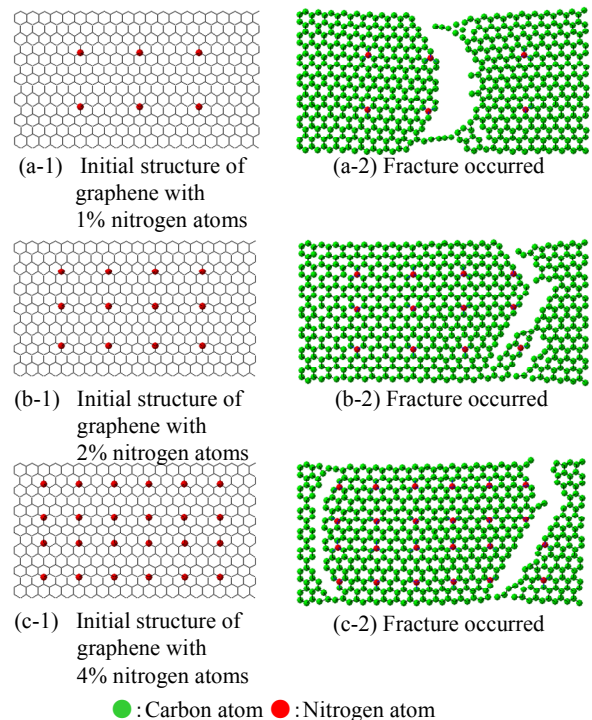 (a-1) Initial structure of
graphene with
1% nitrogen atoms
(a-2) Fracture occurred
(b-1) Initial structure of
graphene with
2% nitrogen atoms
(b-2) Fracture occurred
(c-1) Initial structure of
graphene with
4% nitrogen atoms
(c-2) Fracture occurred
: Carbon atom : Nitrogen atom